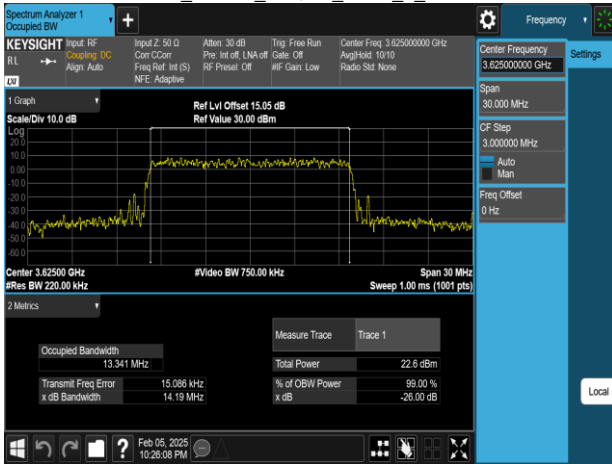 Spectrum Analyzer 1
Occupied BW
Frequency
KEYSIGHT
RL
LXI
Input: RF
Coupling: DC
Align: Auto
Input Z: 50 Ω
Corr CCorr
Freq Ref: Int (S)
NFE: Adaptive
Atten: 30 dB
Pre: Int off, LNA off
RF Presel: Off
Trig: Free Run
Gate: Off
#IF Gain: Low
Center Freq: 3.625000000 GHz
Avg|Hold: 10/10
Radio Std: None
1 Graph
Scale/Div 10.0 dB
Ref Lvl Offset 15.05 dB
Ref Value 30.00 dBm
Log
20.0
10.0
0.00
-10.0
-20.0
-30.0
-40.0
-50.0
-60.0
Center 3.62500 GHz
#Res BW 220.00 kHz
#Video BW 750.00 kHz
Span 30 MHz
Sweep 1.00 ms (1001 pts)
2 Metrics
Occupied Bandwidth
13.341 MHz
Transmit Freq Error 15.086 kHz
x dB Bandwidth 14.19 MHz
Measure Trace Trace 1
Total Power 22.6 dBm
% of OBW Power 99.00 %
x dB -26.00 dB
Feb 05, 2025
10:26:08 PM
Center Frequency
3.625000000 GHz
Span
30.000 MHz
CF Step
3.000000 MHz
Auto
Man
Freq Offset
0 Hz
Settings
Local